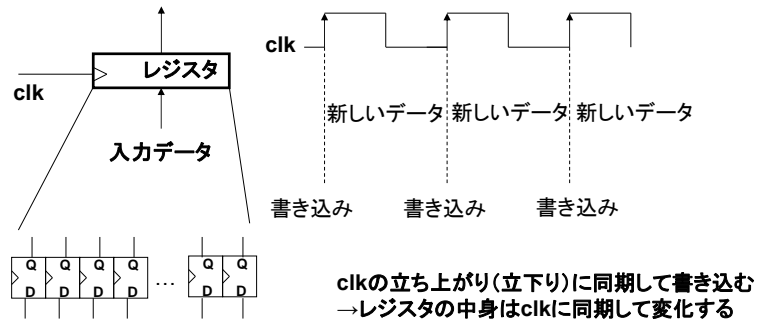 clk
レジスタ
clk
新しいデータ 新しいデータ 新しいデータ
入力データ
書き込み 書き込み 書き込み
Q Q Q Q Q Q
D D D D … D D
clkの立ち上がり(立下り)に同期して書き込む
→レジスタの中身はclkに同期して変化する